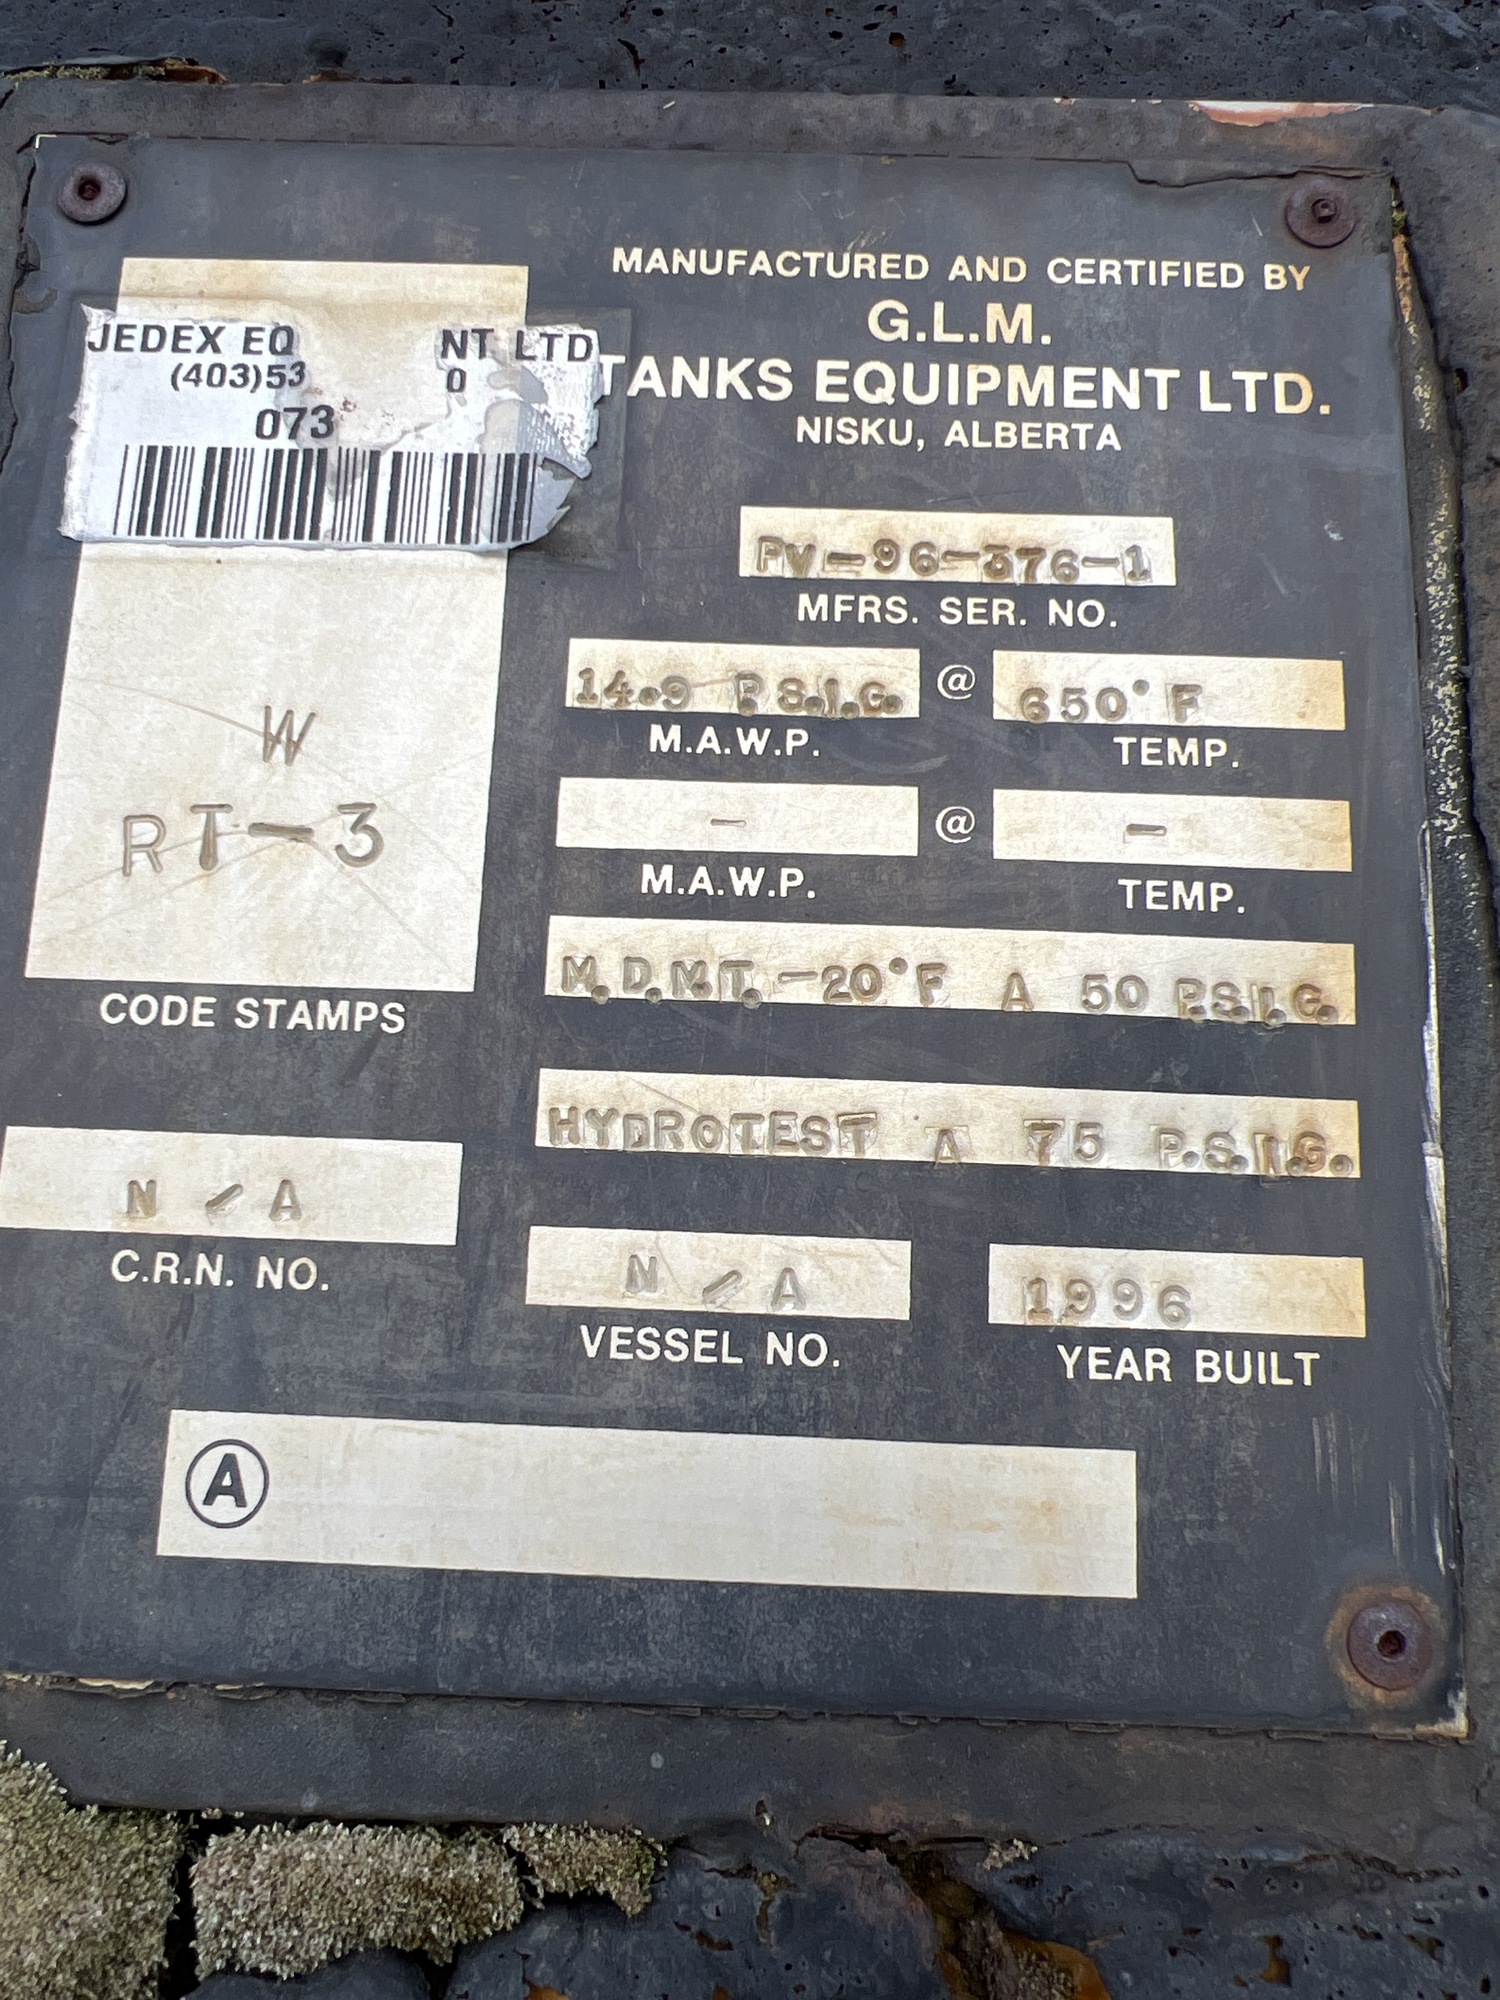 JEDEX EQ NT LTD
(403)53 0
073
MANUFACTURED AND CERTIFIED BY
G.L.M.
TANKS EQUIPMENT LTD.
NISKU, ALBERTA
PV-96-376-1
MFRS. SER. NO.
14.9 P.S.I.G. @ 650°F
M.A.W.P. TEMP.
- @ -
M.A.W.P. TEMP.
W
RT-3
CODE STAMPS
M.D.M.T. -20°F A 50 P.S.I.G.
HYDROTEST A 75 P.S.I.G.
N/A
C.R.N. NO.
N/A
VESSEL NO.
1996
YEAR BUILT
A